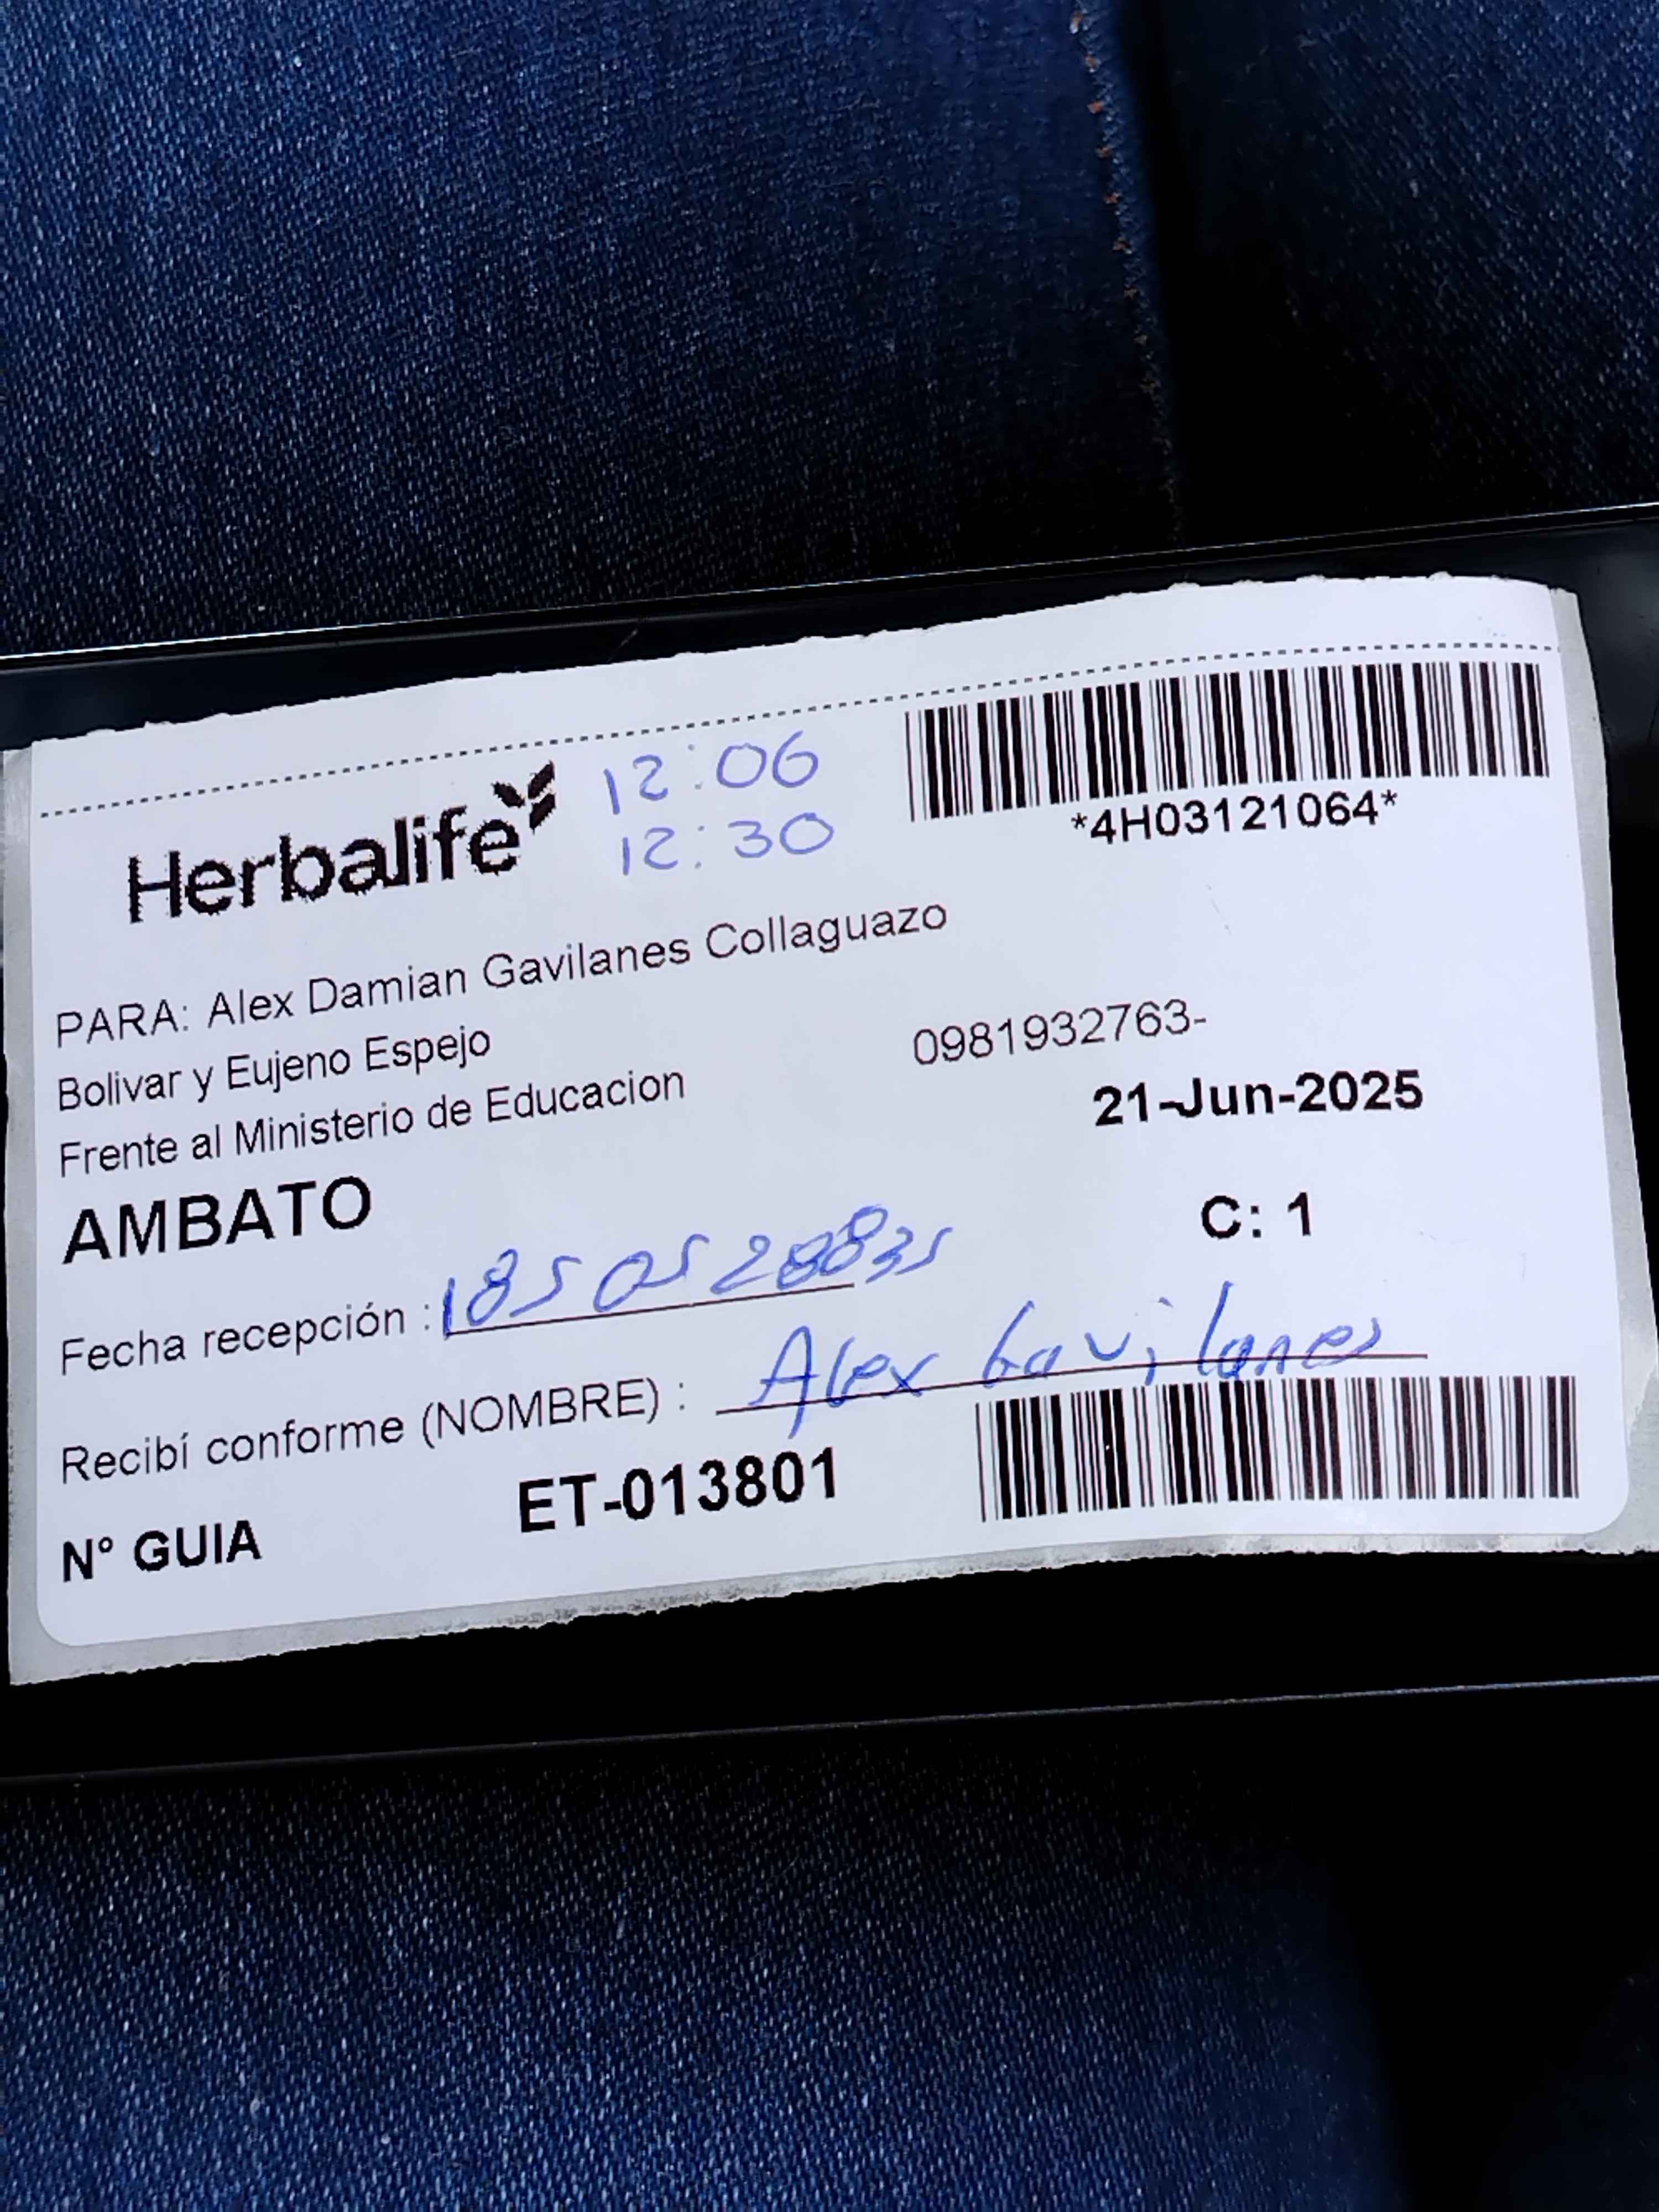 Herbalife
12:06
12:30
*4H03121064*
PARA: Alex Damian Gavilanes Collaguazo
Bolivar y Eujeno Espejo
0981932763-
Frente al Ministerio de Educacion
21-Jun-2025
AMBATO
C: 1
Fecha recepción : 1850528835
Recibí conforme (NOMBRE) : Alex Gavilanes
N° GUIA ET-013801